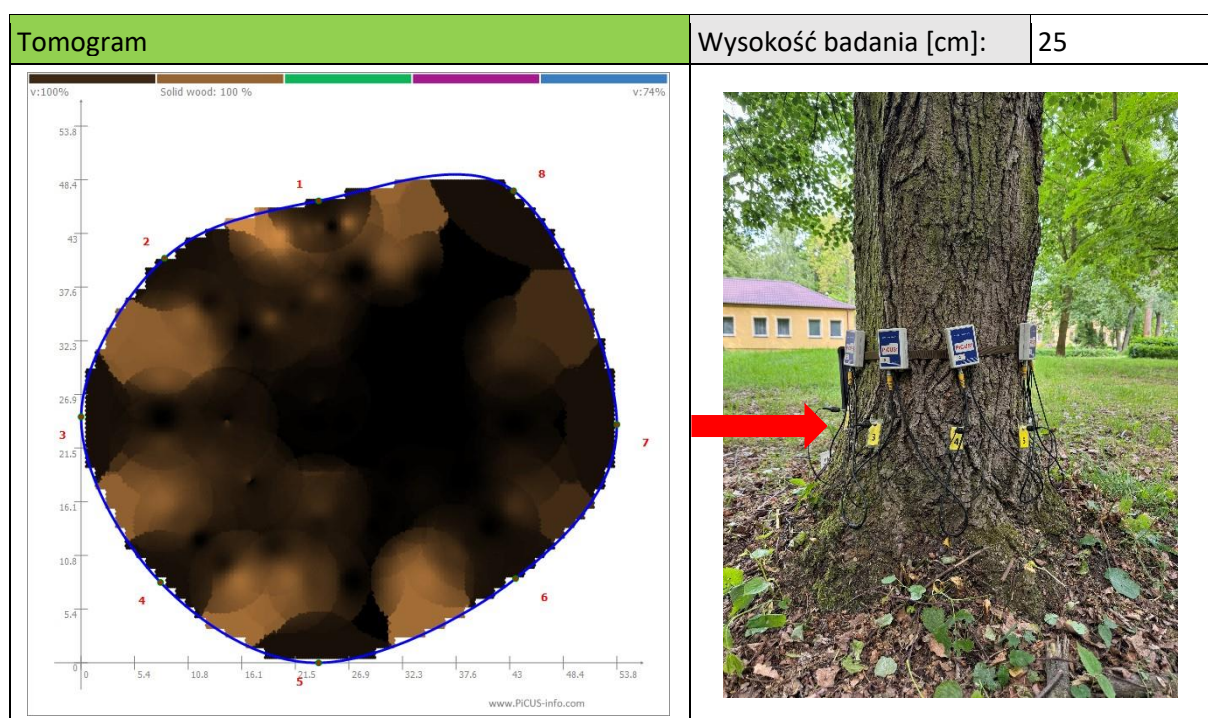 Tomogram
Wysokość badania [cm]:
25
v:100%
Solid wood: 100 %
v:74%
53.8
48.4
43
37.6
32.3
26.9
21.5
16.1
10.8
5.4
0
0 5.4 10.8 16.1 21.5 26.9 32.3 37.6 43 48.4 53.8
1
2
3
4
5
6
7
8
www.PiCUS-info.com
PiCUS
PiCUS
3
4
5